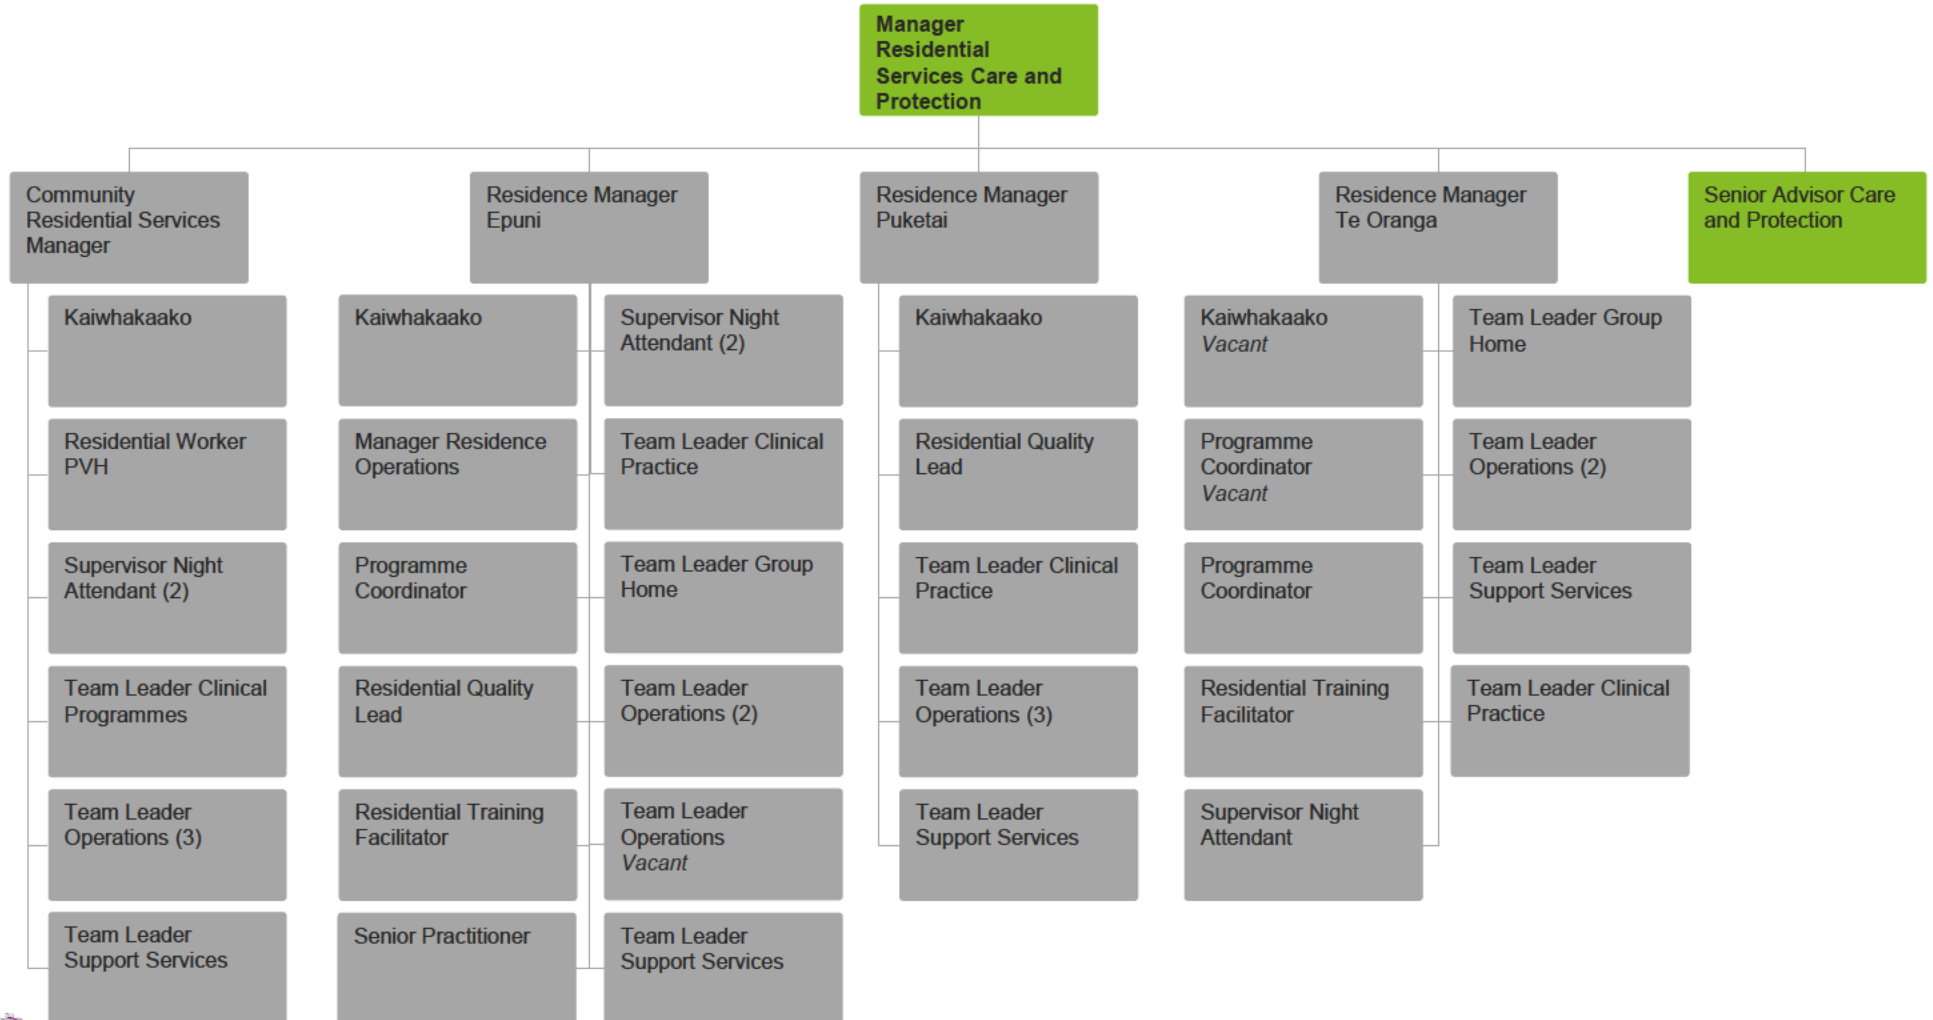 Manager
Residential
Services Care and
Protection
Community
Residential Services
Manager
Kaiwhakaako
Residential Worker
PVH
Supervisor Night
Attendant (2)
Team Leader Clinical
Programmes
Team Leader
Operations (3)
Team Leader
Support Services
Residence Manager
Epuni
Kaiwhakaako
Manager Residence
Operations
Programme
Coordinator
Residential Quality
Lead
Residential Training
Facilitator
Senior Practitioner
Supervisor Night
Attendant (2)
Team Leader Clinical
Practice
Team Leader Group
Home
Team Leader
Operations (2)
Team Leader
Operations
Vacant
Team Leader
Support Services
Residence Manager
Puketai
Kaiwhakaako
Residential Quality
Lead
Team Leader Clinical
Practice
Team Leader
Operations (3)
Team Leader
Support Services
Residence Manager
Te Oranga
Kaiwhakaako
Vacant
Programme
Coordinator
Vacant
Programme
Coordinator
Residential Training
Facilitator
Supervisor Night
Attendant
Team Leader Group
Home
Team Leader
Operations (2)
Team Leader
Support Services
Team Leader Clinical
Practice
Senior Advisor Care
and Protection